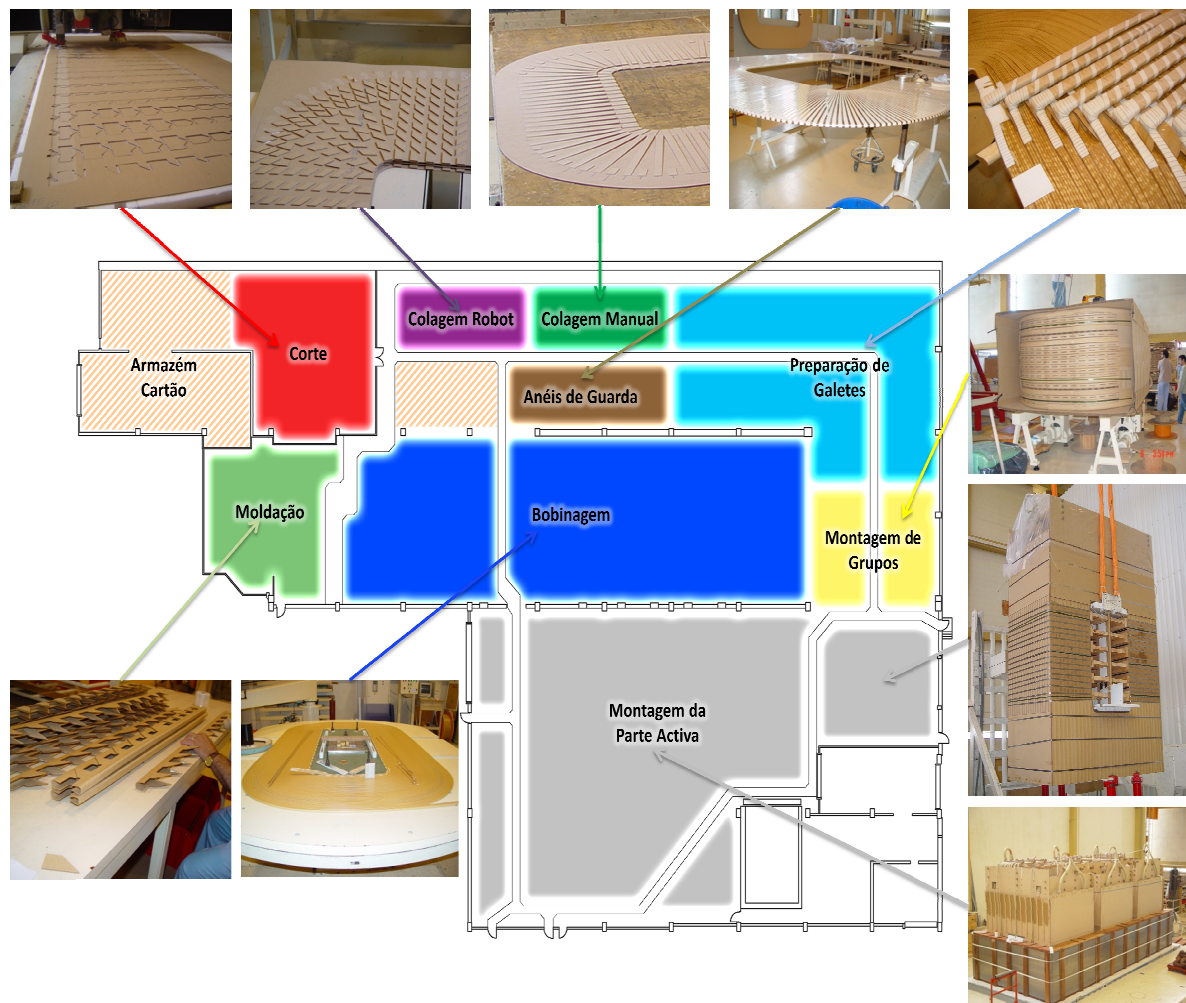 Colagem Robot
Colagem Manual
Corte
Armazém
Cartão
Preparação de
Galetes
Anéis de Guarda
Moldação
Bobinagem
Montagem de
Grupos
Montagem da
Parte Activa